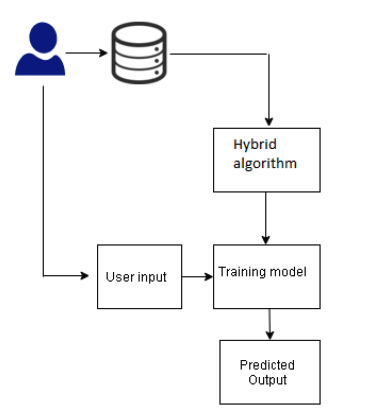 Hybrid
algorithm
User input
Training model
Predicted
Output